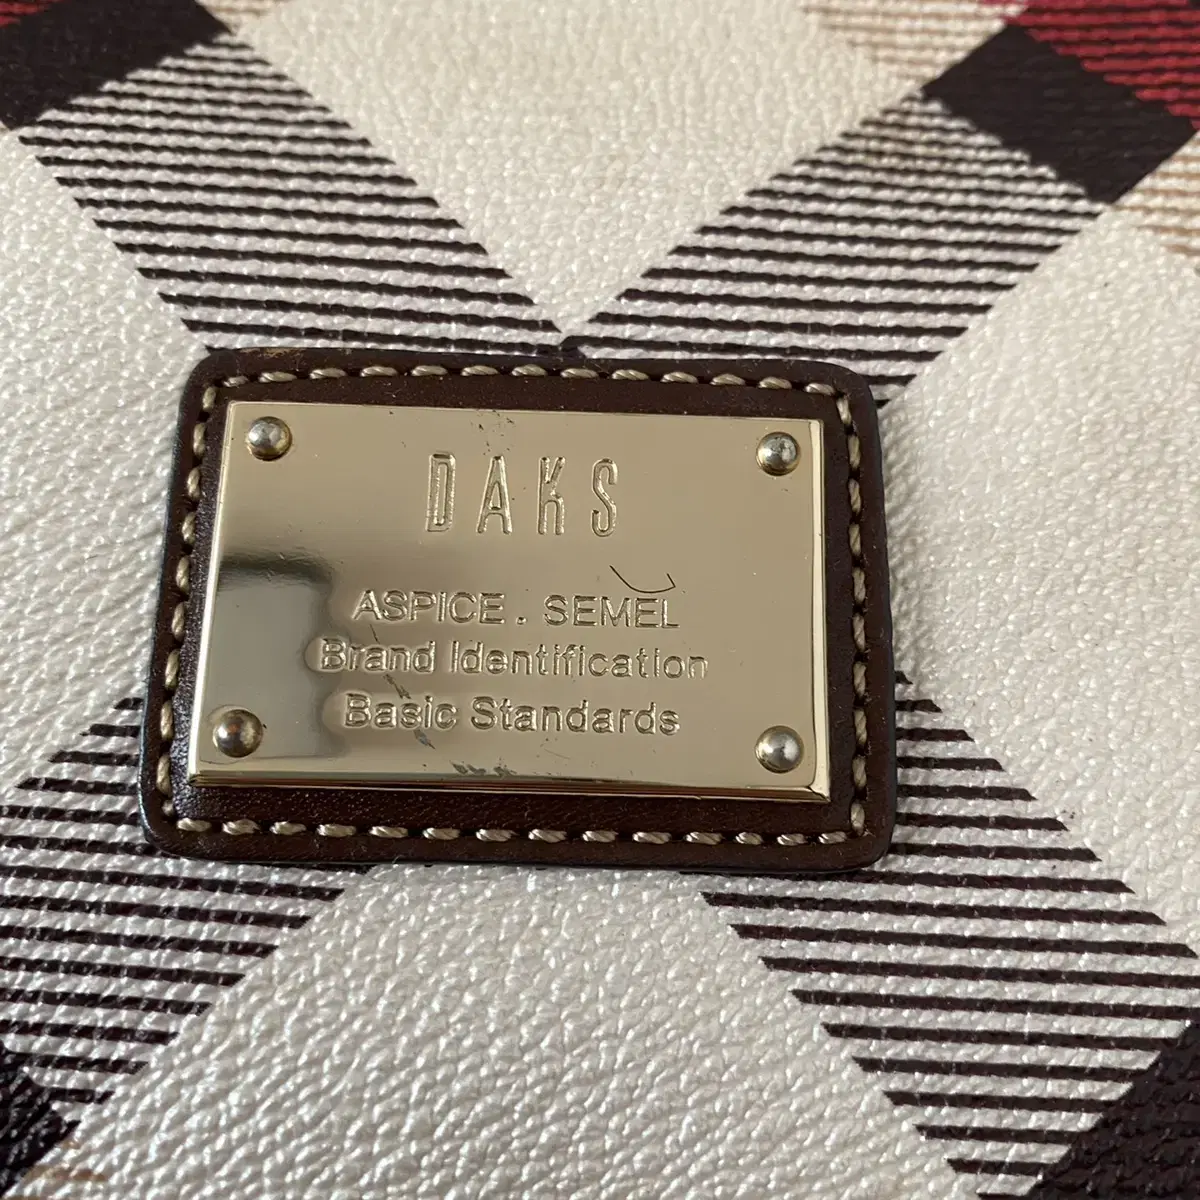 DAKS
ASPICE . SEMEL
Brand Identification
Basic Standards